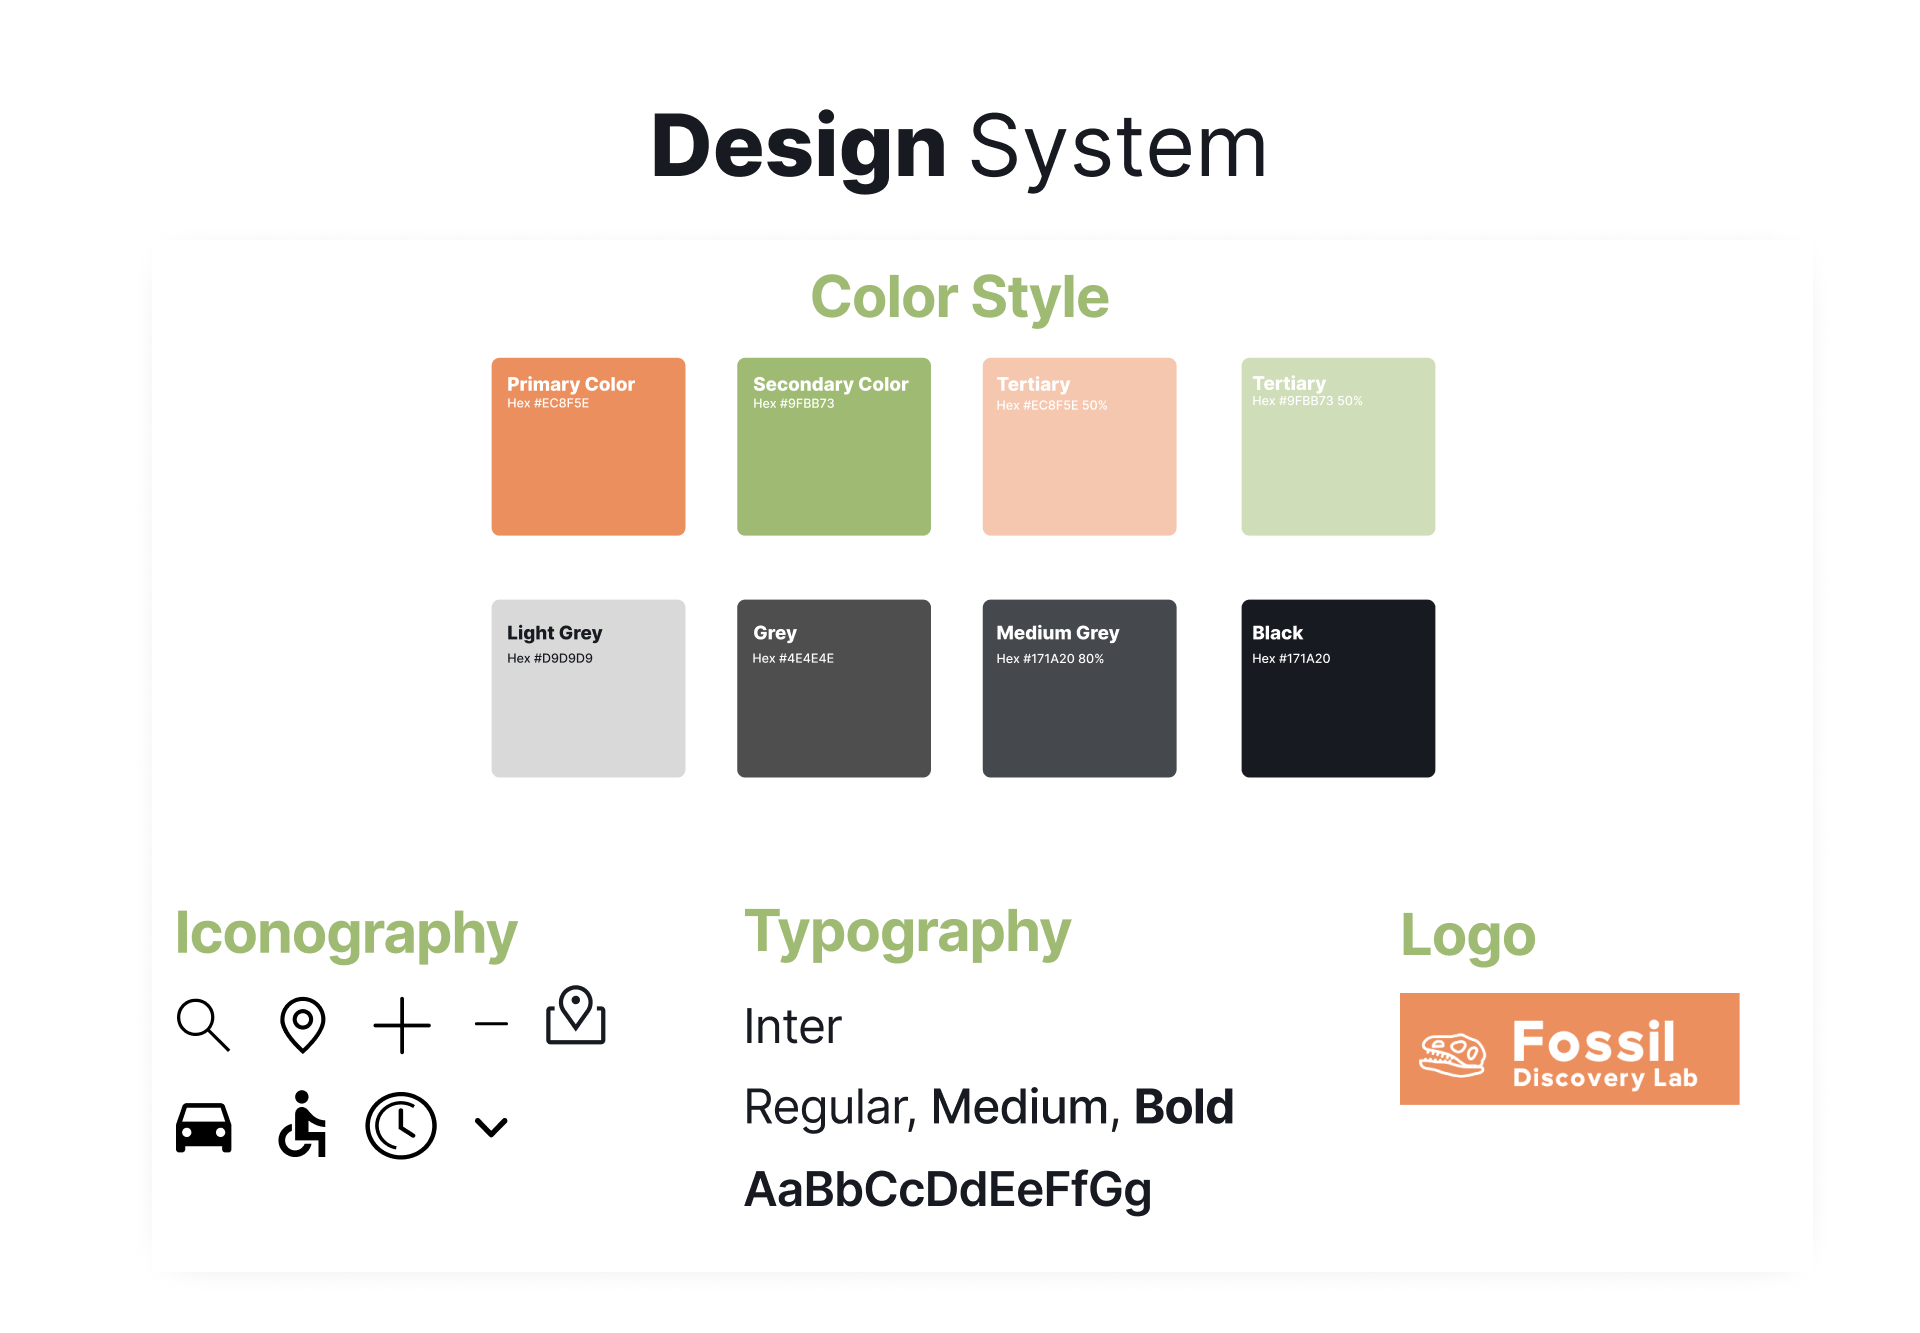 Design System
Color Style
Primary Color
Hex #EC8F5E
Secondary Color
Hex #9FBB73
Tertiary
Hex #EC8F5E 50%
Tertiary
Hex #9FBB73 50%
Light Grey
Hex #D9D9D9
Grey
Hex #4E4E4E
Medium Grey
Hex #171A20 80%
Black
Hex #171A20
Iconography
Typography
Inter
Regular, Medium, Bold
AaBbCcDdEeFfGg
Logo
Fossil
Discovery Lab